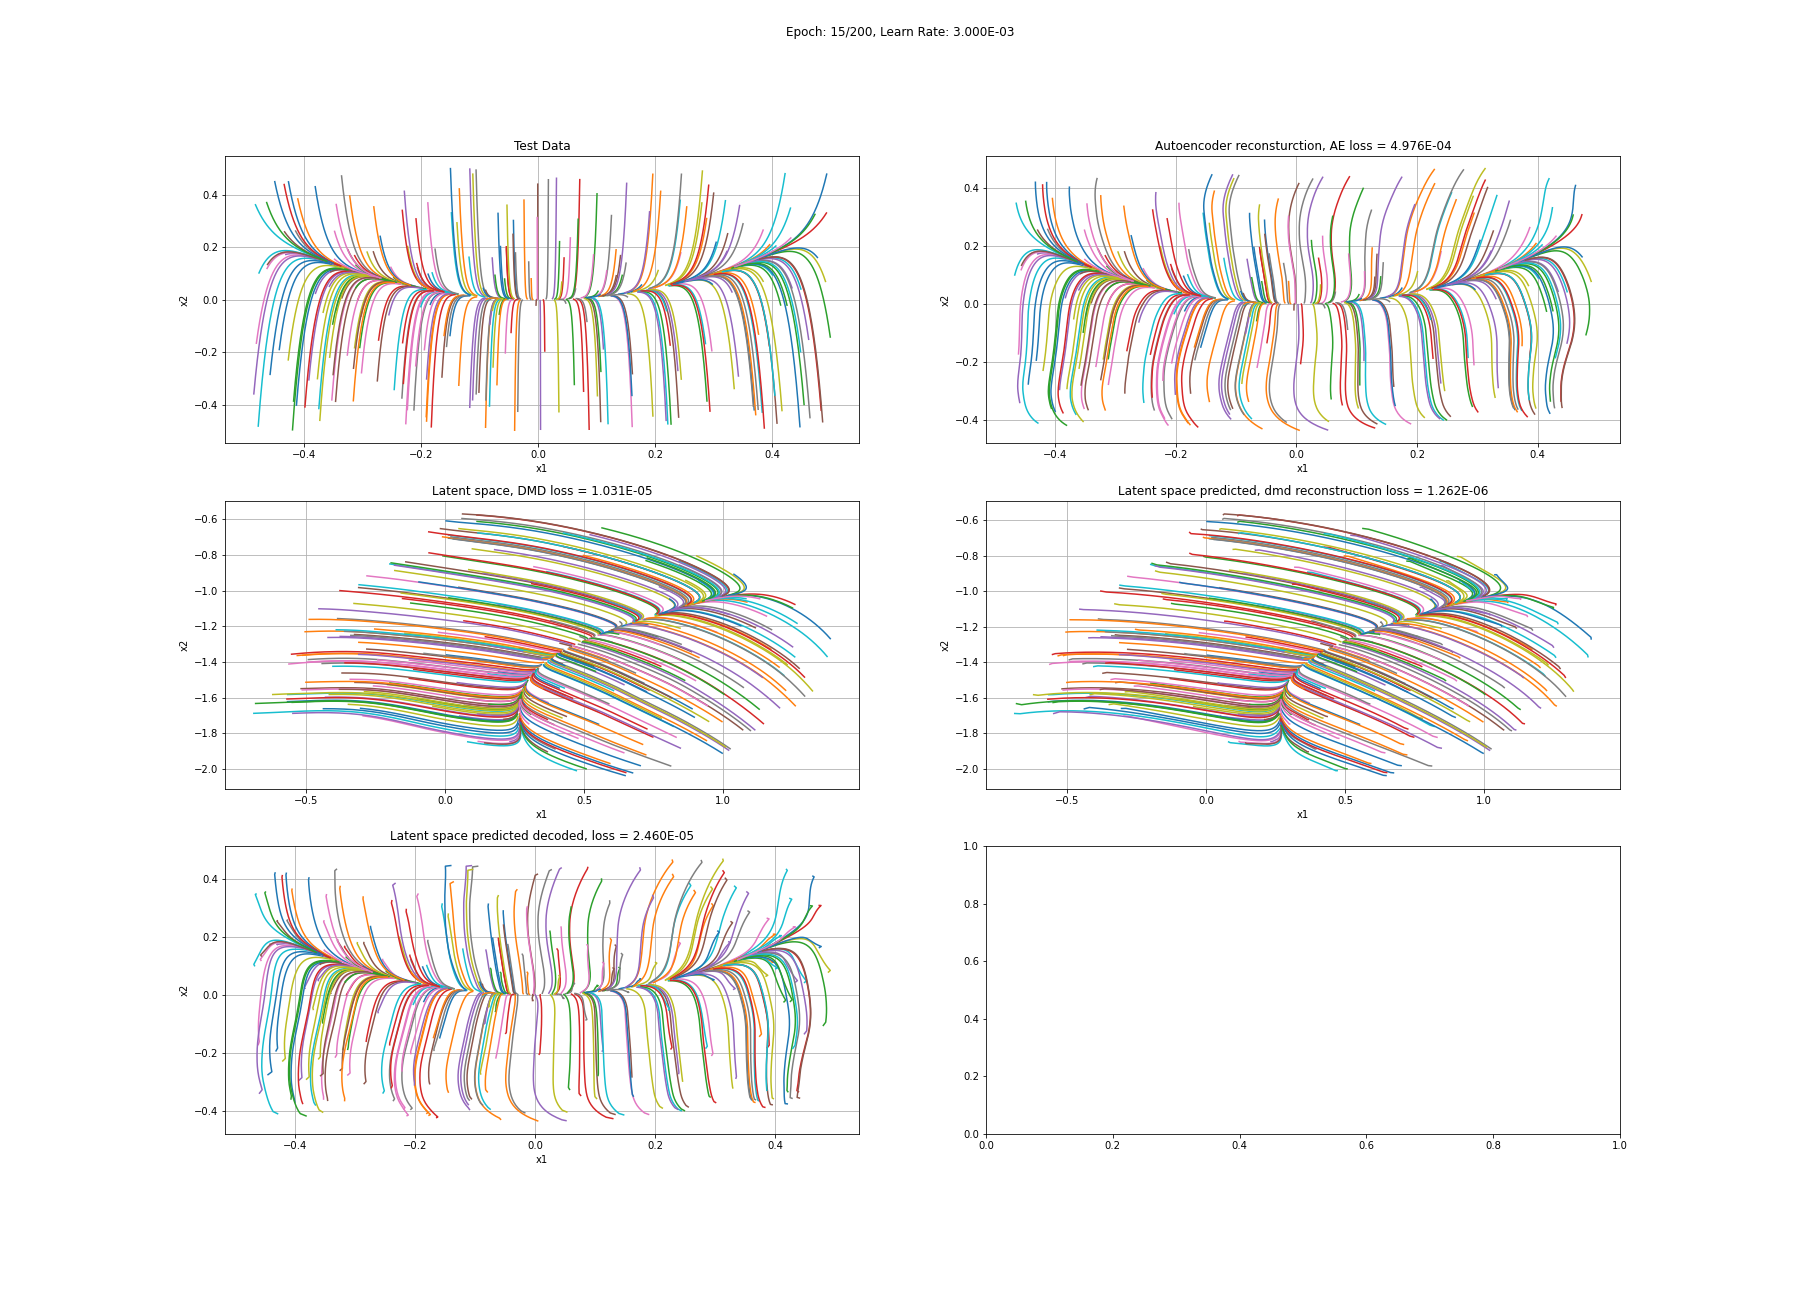 Epoch: 15/200, Learn Rate: 3.000E-03
Test Data
0.4
0.2
0.0
−0.2
−0.4
x2
−0.4 −0.2 0.0 0.2 0.4
x1
Autoencoder reconsturction, AE loss = 4.976E-04
0.4
0.2
0.0
−0.2
−0.4
x2
−0.4 −0.2 0.0 0.2 0.4
x1
Latent space, DMD loss = 1.031E-05
−0.6
−0.8
−1.0
−1.2
−1.4
−1.6
−1.8
−2.0
x2
−0.5 0.0 0.5 1.0
x1
Latent space predicted, dmd reconstruction loss = 1.262E-06
−0.6
−0.8
−1.0
−1.2
−1.4
−1.6
−1.8
−2.0
x2
−0.5 0.0 0.5 1.0
x1
Latent space predicted decoded, loss = 2.460E-05
0.4
0.2
0.0
−0.2
−0.4
x2
−0.4 −0.2 0.0 0.2 0.4
x1
1.0
0.8
0.6
0.4
0.2
0.0
0.0 0.2 0.4 0.6 0.8 1.0